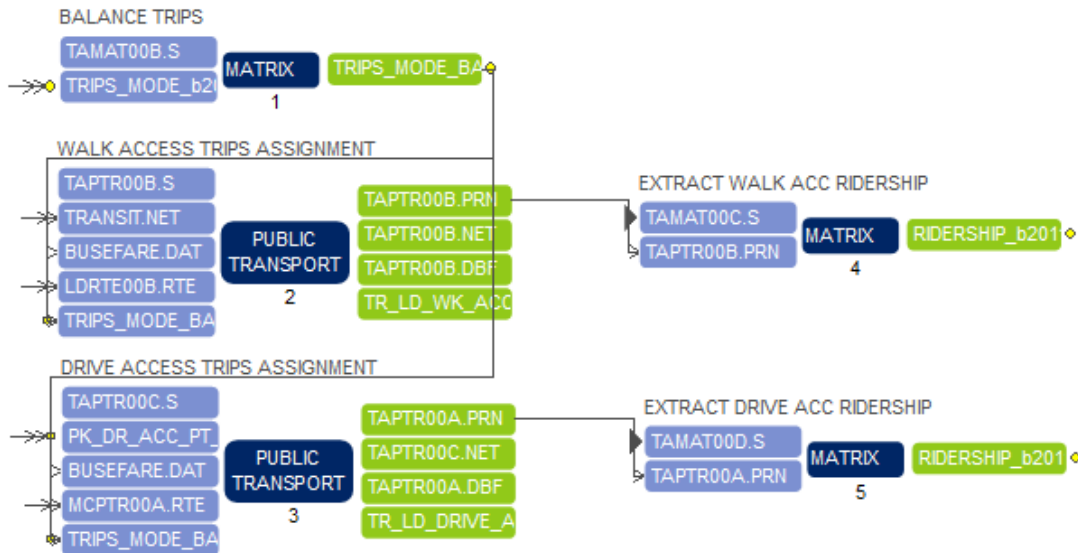 BALANCE TRIPS
TAMAT00B.S
TRIPS_MODE_b20
MATRIX
1
TRIPS_MODE_BA
WALK ACCESS TRIPS ASSIGNMENT
TAPTR00B.S
TRANSIT.NET
BUSEFARE.DAT
LDRTE00B.RTE
TRIPS_MODE_BA
PUBLIC
TRANSPORT
2
TAPTR00B.PRN
TAPTR00B.NET
TAPTR00B.DBF
TR_LD_WK_ACC
EXTRACT WALK ACC RIDERSHIP
TAMAT00C.S
TAPTR00B.PRN
MATRIX
4
RIDERSHIP_b201
DRIVE ACCESS TRIPS ASSIGNMENT
TAPTR00C.S
PK_DR_ACC_PT_
BUSEFARE.DAT
MCPTR00A.RTE
TRIPS_MODE_BA
PUBLIC
TRANSPORT
3
TAPTR00A.PRN
TAPTR00C.NET
TAPTR00A.DBF
TR_LD_DRIVE_A
EXTRACT DRIVE ACC RIDERSHIP
TAMAT00D.S
TAPTR00A.PRN
MATRIX
5
RIDERSHIP_b201